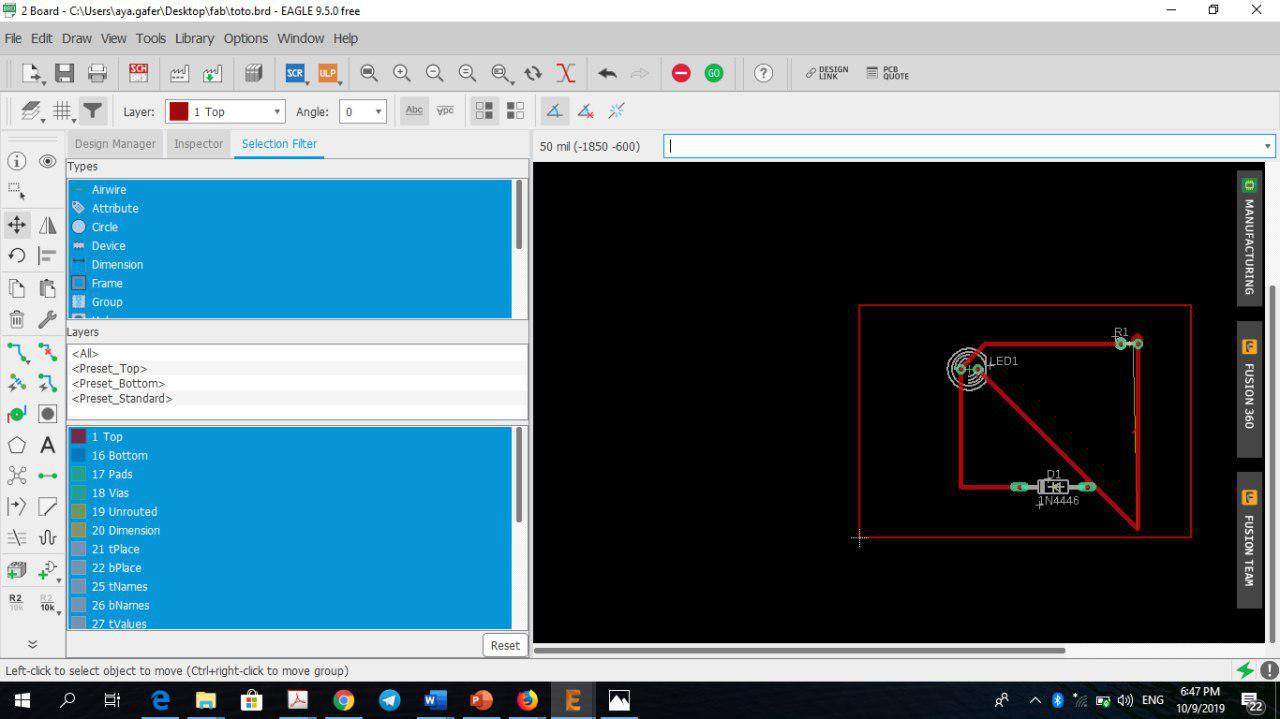 2 Board - C:\Users\aya.gafer\Desktop\fab\toto.brd - EAGLE 9.5.0 free
File Edit Draw View Tools Library Options Window Help
SCH SCR ULP GO ? DESIGN LINK PCB QUOTE
Layer: 1 Top Angle: 0 Abc
Design Manager Inspector Selection Filter 50 mil (-1850 -600)
Types
Airwire
Attribute
Circle
Device
Dimension
Frame
Group
Layers
<All>
<Preset_Top>
<Preset_Bottom>
<Preset_Standard>
1 Top
16 Bottom
17 Pads
18 Vias
19 Unrouted
20 Dimension
21 tPlace
22 bPlace
25 tNames
26 bNames
27 tValues
Reset
R2
10k
R2
10k
R1
LED1
D1
1N4446
MANUFACTURING
FUSION 360
FUSION TEAM
Left-click to select object to move (Ctrl+right-click to move group)
ENG
6:47 PM
10/9/2019
22